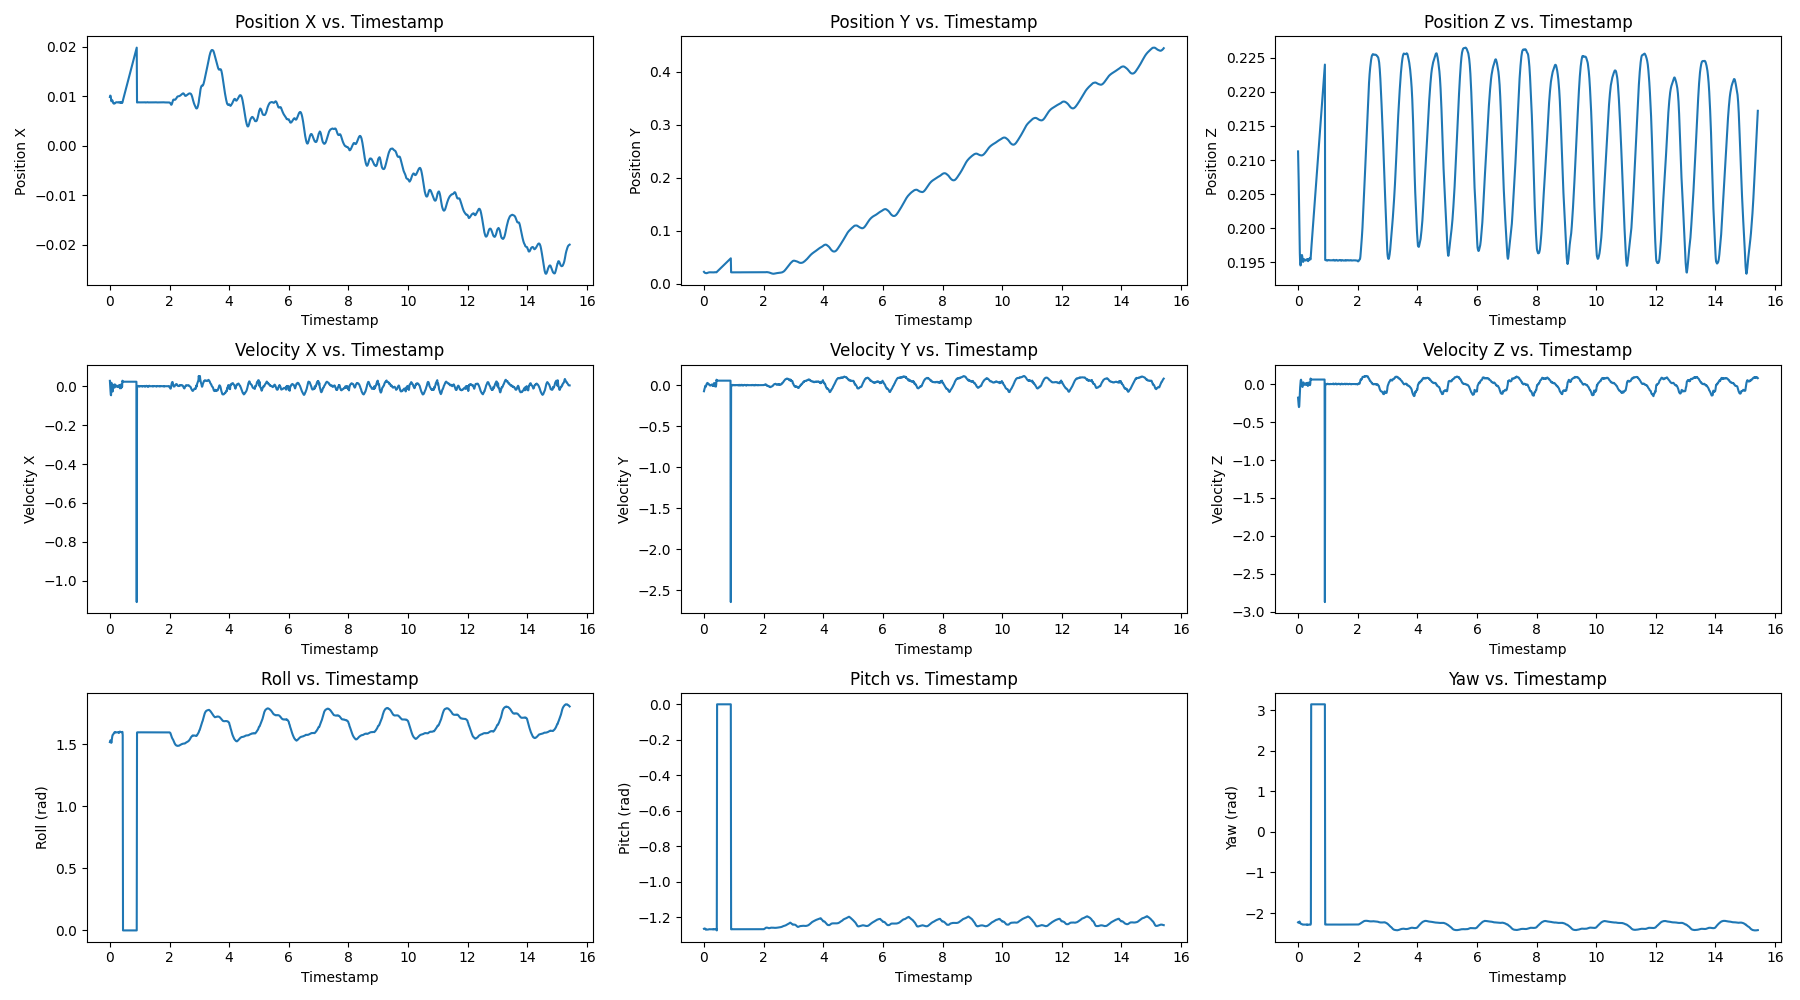 Position X vs. Timestamp
Position X
0.02
0.01
0.00
−0.01
−0.02
0 2 4 6 8 10 12 14 16
Timestamp
Position Y vs. Timestamp
Position Y
0.4
0.3
0.2
0.1
0.0
0 2 4 6 8 10 12 14 16
Timestamp
Position Z vs. Timestamp
Position Z
0.225
0.220
0.215
0.210
0.205
0.200
0.195
0 2 4 6 8 10 12 14 16
Timestamp
Velocity X vs. Timestamp
Velocity X
0.0
−0.2
−0.4
−0.6
−0.8
−1.0
0 2 4 6 8 10 12 14 16
Timestamp
Velocity Y vs. Timestamp
Velocity Y
0.0
−0.5
−1.0
−1.5
−2.0
−2.5
0 2 4 6 8 10 12 14 16
Timestamp
Velocity Z vs. Timestamp
Velocity Z
0.0
−0.5
−1.0
−1.5
−2.0
−2.5
−3.0
0 2 4 6 8 10 12 14 16
Timestamp
Roll vs. Timestamp
Roll (rad)
1.5
1.0
0.5
0.0
0 2 4 6 8 10 12 14 16
Timestamp
Pitch vs. Timestamp
Pitch (rad)
0.0
−0.2
−0.4
−0.6
−0.8
−1.0
−1.2
0 2 4 6 8 10 12 14 16
Timestamp
Yaw vs. Timestamp
Yaw (rad)
3
2
1
0
−1
−2
0 2 4 6 8 10 12 14 16
Timestamp